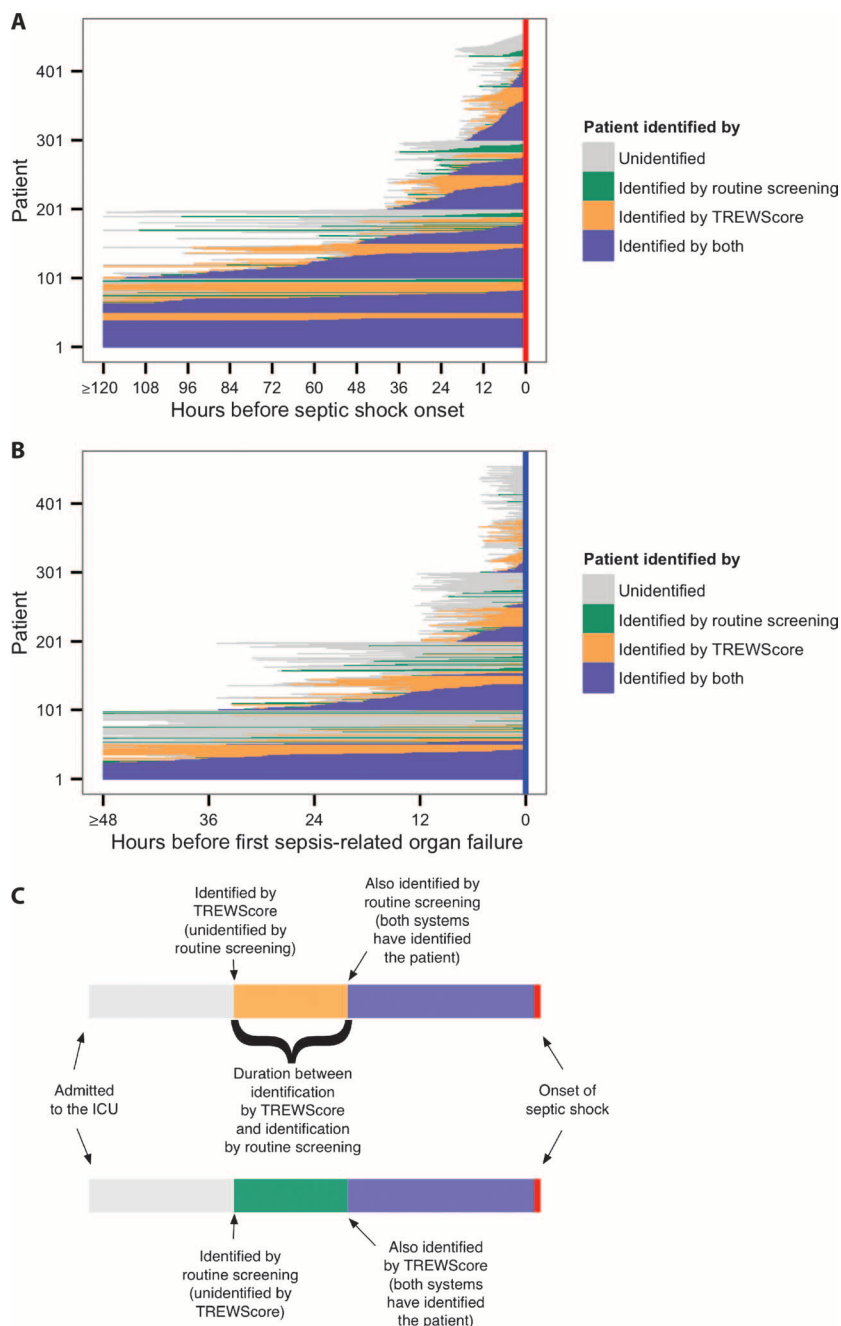 A
401
301
201
101
1
Patient
≥120
108
96
84
72
60
48
36
24
12
0
Hours before septic shock onset
Patient identified by
Unidentified
Identified by routine screening
Identified by TREWScore
Identified by both
B
401
301
201
101
1
Patient
≥48
36
24
12
0
Hours before first sepsis-related organ failure
Patient identified by
Unidentified
Identified by routine screening
Identified by TREWScore
Identified by both
C
Identified by
TREWScore
(unidentified by
routine screening)
Also identified by
routine screening
(both systems
have identified
the patient)
Admitted
to the ICU
Duration between
identification
by TREWScore
and identification
by routine screening
Onset of
septic shock
Identified by
routine screening
(unidentified by
TREWScore)
Also identified
by TREWScore
(both systems
have identified
the patient)